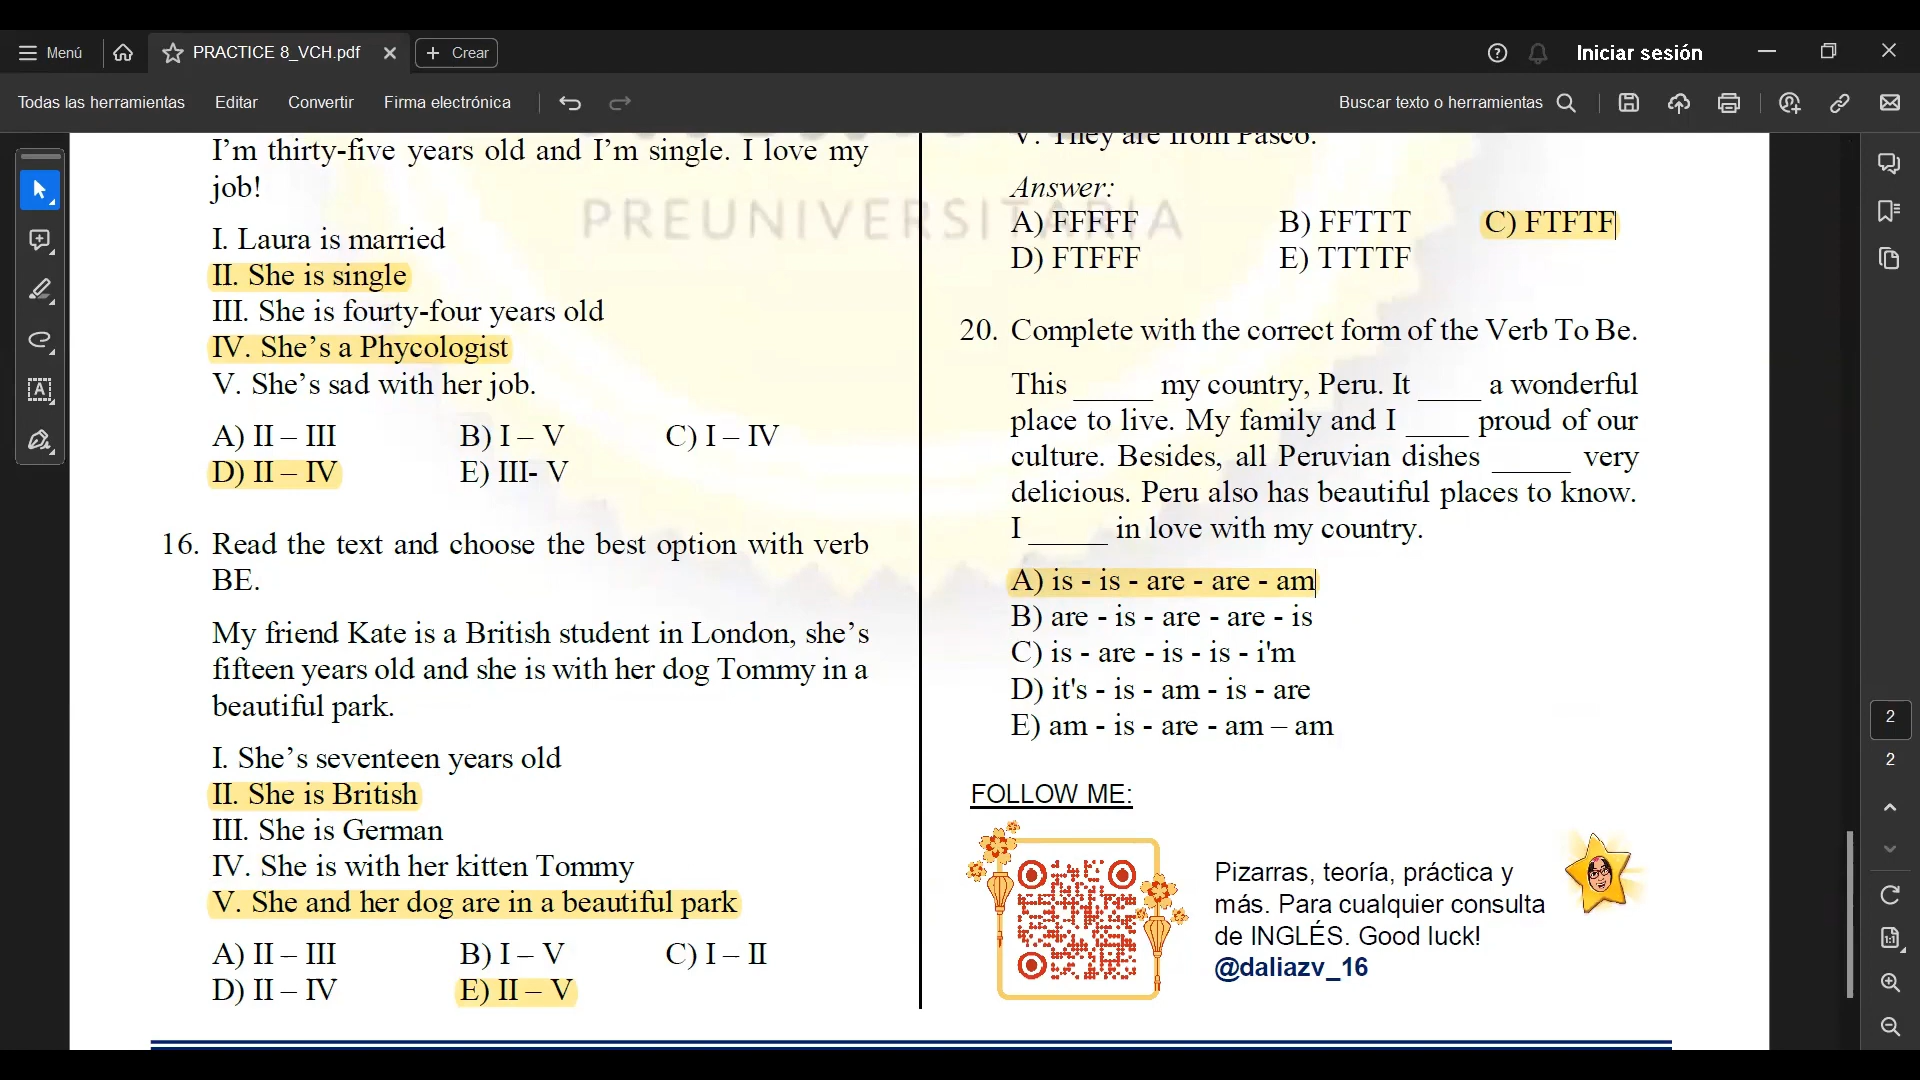 Menú
PRACTICE 8_VCH.pdf
Crear
Iniciar sesión
Todas las herramientas
Editar
Convertir
Firma electrónica
Buscar texto o herramientas
PREUNIVERSITARIA
I'm thirty-five years old and I'm single. I love my
job!
I. Laura is married
II. She is single
III. She is fourty-four years old
IV. She's a Phycologist
V. She's sad with her job.
A) II – III B) I – V C) I – IV
D) II – IV E) III- V
16. Read the text and choose the best option with verb
BE.
My friend Kate is a British student in London, she's
fifteen years old and she is with her dog Tommy in a
beautiful park.
I. She's seventeen years old
II. She is British
III. She is German
IV. She is with her kitten Tommy
V. She and her dog are in a beautiful park
A) II – III B) I – V C) I – II
D) II – IV E) II – V
V. They are from Pasco.
Answer:
A) FFFFF B) FFTTT C) FTFTF
D) FTFFF E) TTTTF
20. Complete with the correct form of the Verb To Be.
This _____ my country, Peru. It ____ a wonderful
place to live. My family and I ____ proud of our
culture. Besides, all Peruvian dishes _____ very
delicious. Peru also has beautiful places to know.
I _____ in love with my country.
A) is - is - are - are - am
B) are - is - are - are - is
C) is - are - is - is - i'm
D) it's - is - am - is - are
E) am - is - are - am – am
FOLLOW ME:
Pizarras, teoría, práctica y
más. Para cualquier consulta
de INGLÉS. Good luck!
@daliazv_16
2
2